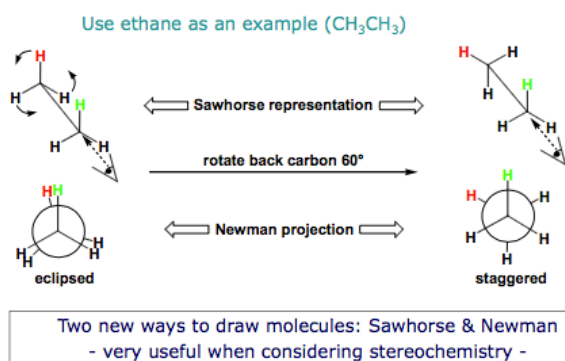 Use ethane as an example (CH₃CH₃)
H
H
H
H
H
H
H
H
H
H
H
H
Sawhorse representation
rotate back carbon 60°
H
H
H
H
H
H
H
H
H
H
H
H
Newman projection
eclipsed
staggered
Two new ways to draw molecules: Sawhorse & Newman
- very useful when considering stereochemistry -